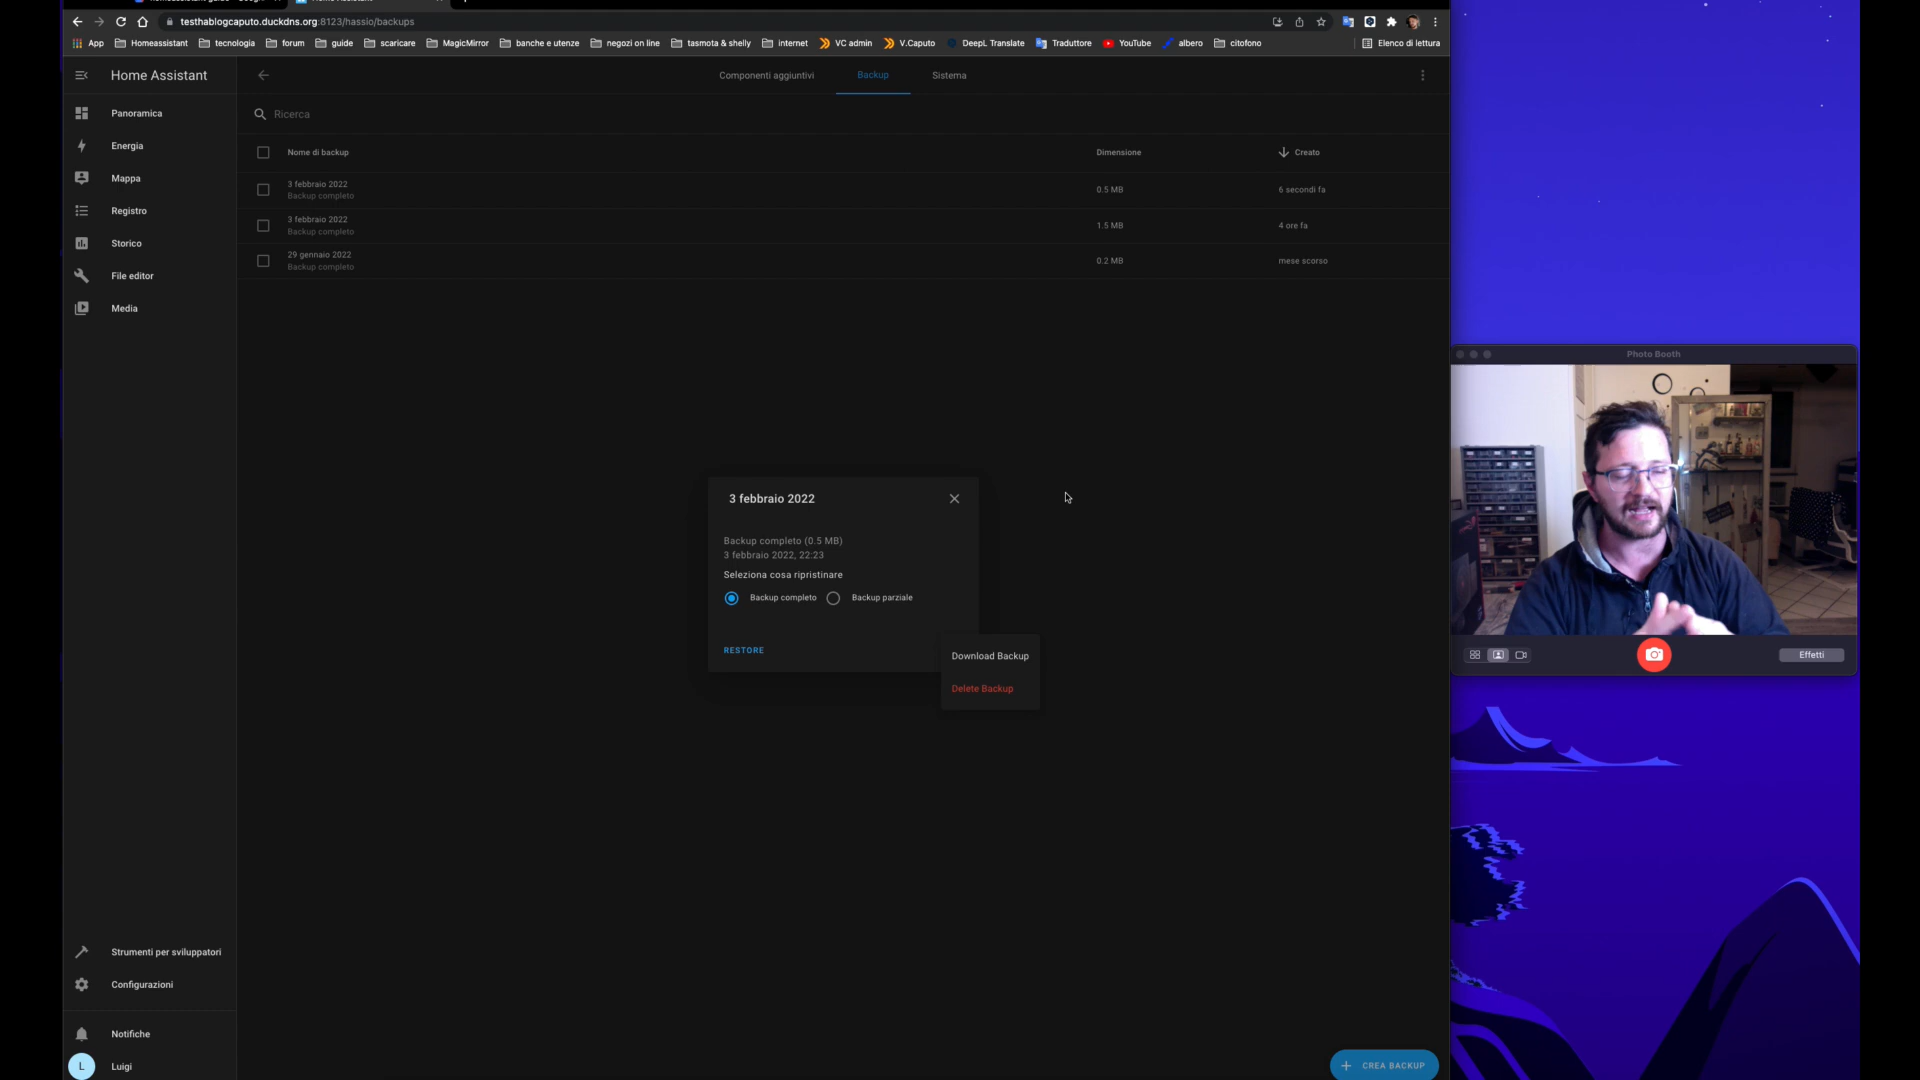 testhablogcaputo.duckdns.org:8123/hassio/backups
App Homeassistant tecnologia forum guide scaricare MagicMirror banche e utenze negozi on line tasmota & shelly internet VC admin V.Caputo DeepL Translate Traduttore YouTube albero citofono Elenco di lettura
Home Assistant
Componenti aggiuntivi Backup Sistema
Panoramica
Ricerca
Energia
Nome di backup Dimensione Creato
Mappa
3 febbraio 2022
Backup completo
0.5 MB 6 secondi fa
Registro
3 febbraio 2022
Backup completo
1.5 MB 4 ore fa
Storico
29 gennaio 2022
Backup completo
0.2 MB mese scorso
File editor
Media
3 febbraio 2022
Backup completo (0.5 MB)
3 febbraio 2022, 22:23
Seleziona cosa ripristinare
Backup completo Backup parziale
RESTORE
Download Backup
Delete Backup
Photo Booth
Effetti
Strumenti per sviluppatori
Configurazioni
Notifiche
L Luigi
CREA BACKUP